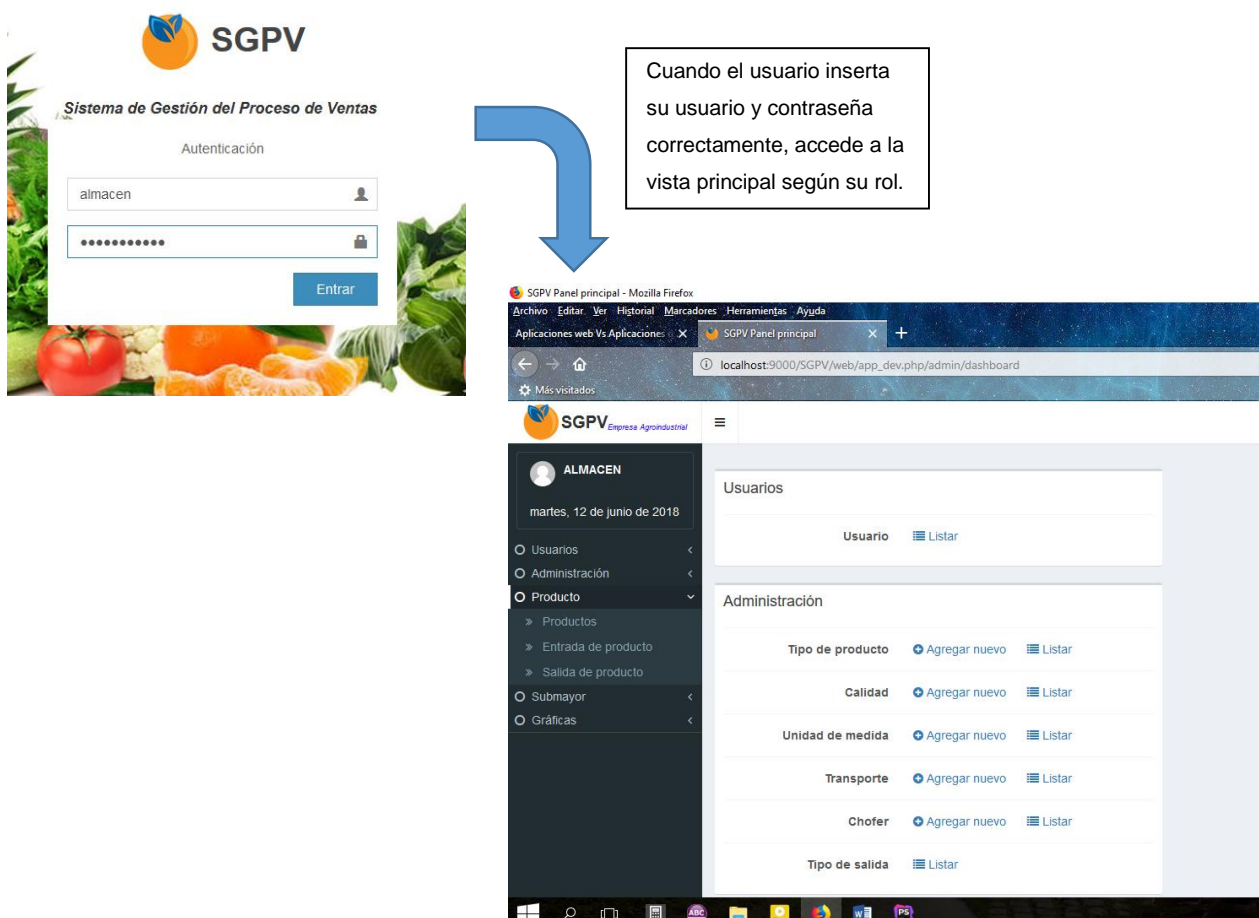 SGPV
Sistema de Gestión del Proceso de Ventas
Autenticación
almacen
●●●●●●●●●●●
Entrar
Cuando el usuario inserta
su usuario y contraseña
correctamente, accede a la
vista principal según su rol.
SGPV Panel principal - Mozilla Firefox
Archivo Editar Ver Historial Marcadores Herramientas Ayuda
Aplicaciones web Vs Aplicaciones
SGPV Panel principal
localhost:9000/SGPV/web/app_dev.php/admin/dashboard
Más visitados
SGPV Empresa Agroindustrial
ALMACEN
martes, 12 de junio de 2018
Usuarios
Administración
Producto
Productos
Entrada de producto
Salida de producto
Submayor
Gráficas
Usuarios
Usuario Listar
Administración
Tipo de producto Agregar nuevo Listar
Calidad Agregar nuevo Listar
Unidad de medida Agregar nuevo Listar
Transporte Agregar nuevo Listar
Chofer Agregar nuevo Listar
Tipo de salida Listar
ABC
PS